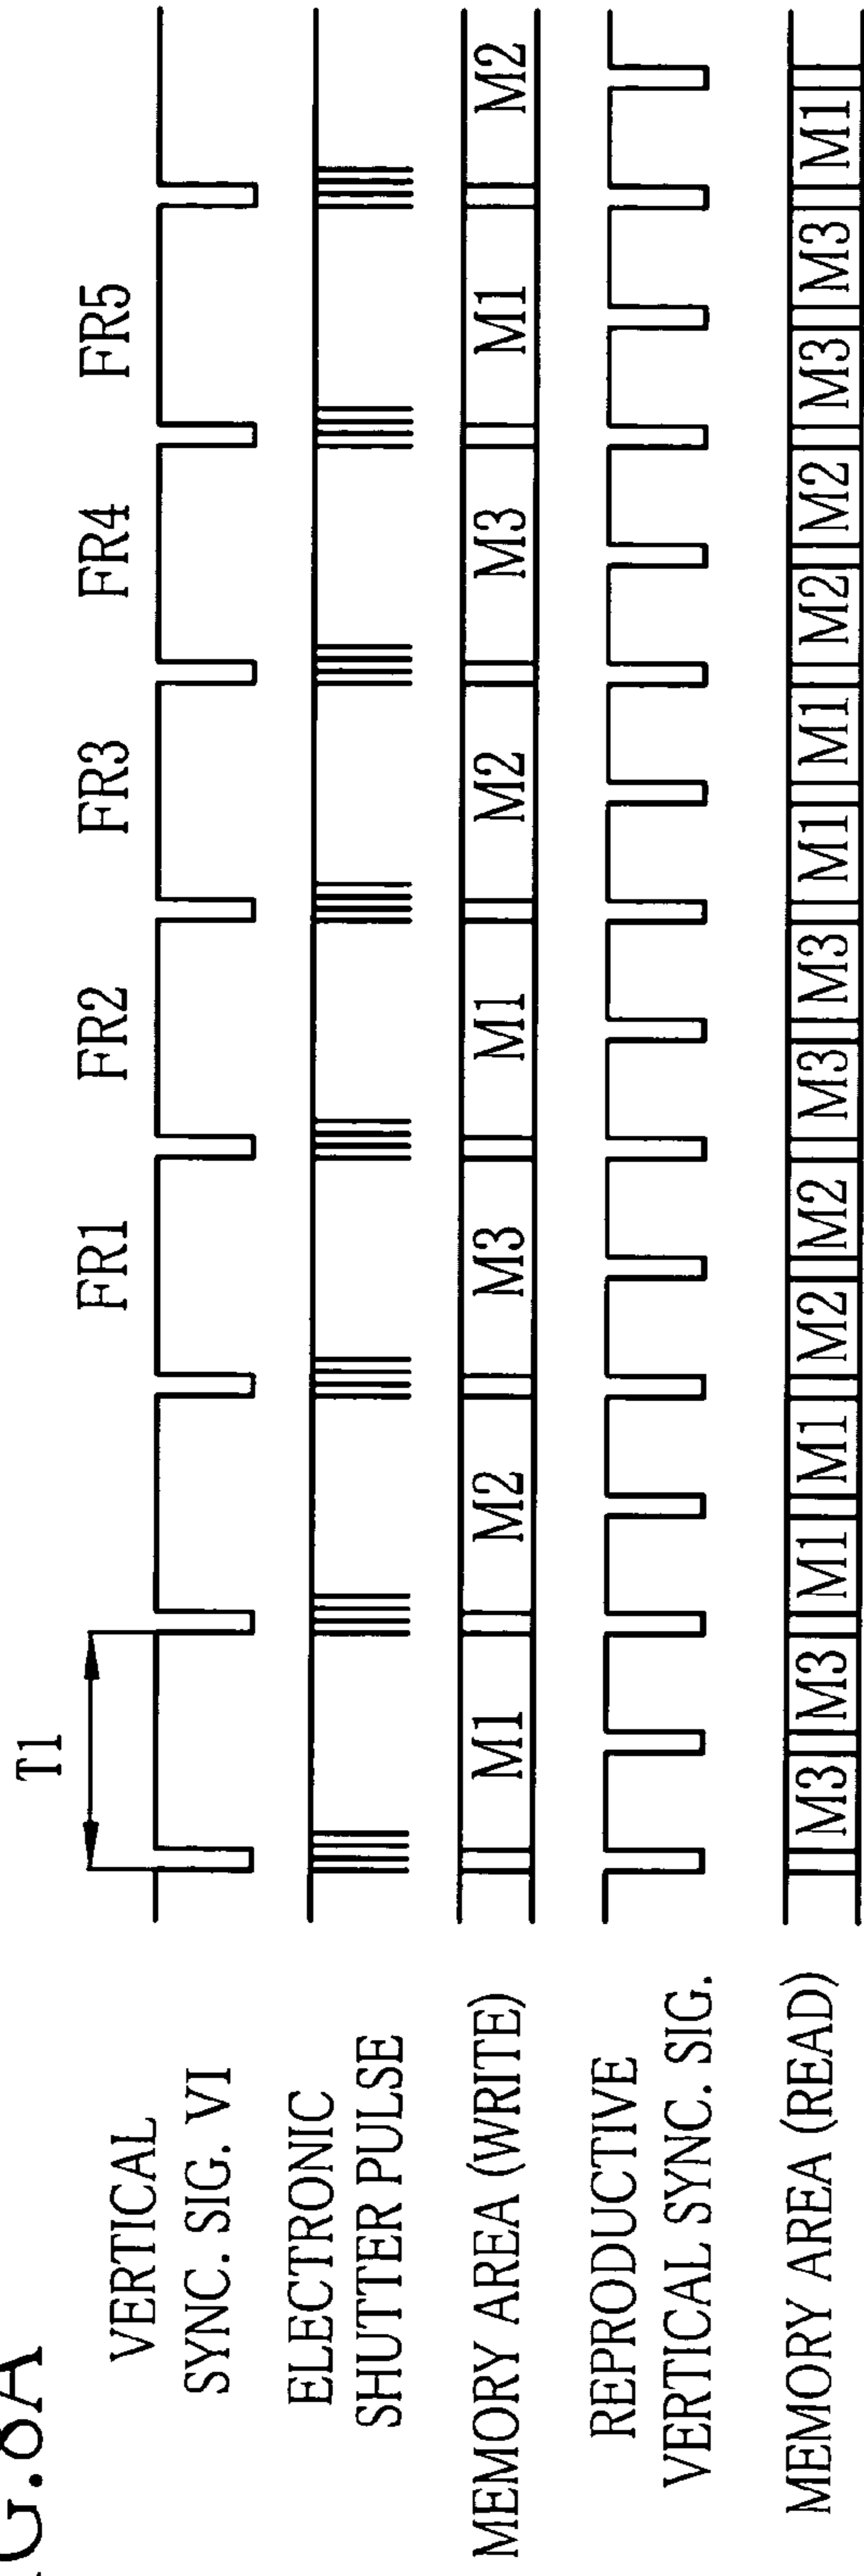 G.8A
T1
FR1 FR2 FR3 FR4 FR5
VERTICAL
SYNC. SIG. VI
ELECTRONIC
SHUTTER PULSE
MEMORY AREA (WRITE) M1 M2 M3 M1 M2 M3 M1 M2
REPRODUCTIVE
VERTICAL SYNC. SIG.
MEMORY AREA (READ) M3 M3 M1 M1 M2 M2 M3 M3 M1 M1 M2 M2 M3 M3 M1